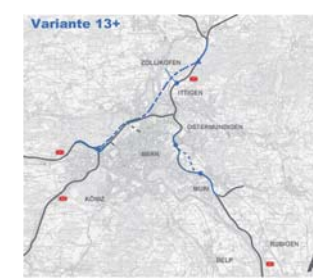 Variante 13+
ZOLLIKOFEN
ITTIGEN
OSTERMUNDIGEN
BERN
MURI
KÖNIZ
RUBIGEN
BELP